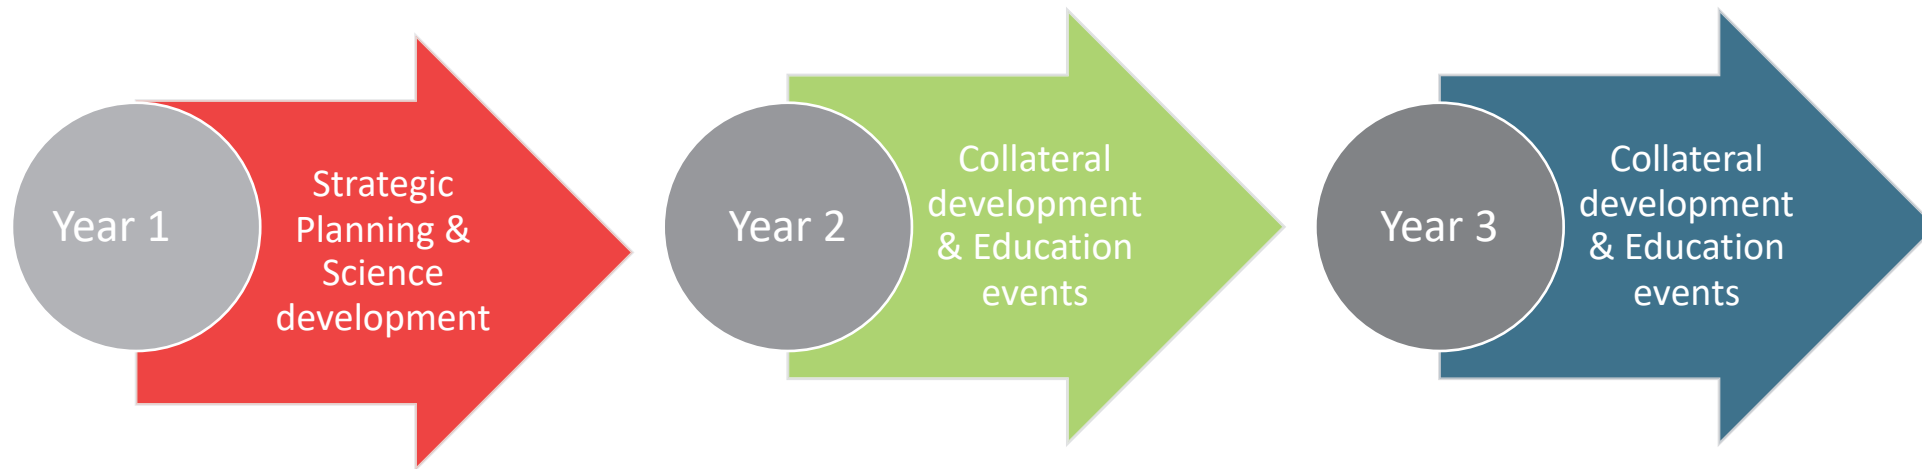 Year 1
Strategic
Planning &
Science
development
Year 2
Collateral
development
& Education
events
Year 3
Collateral
development
& Education
events